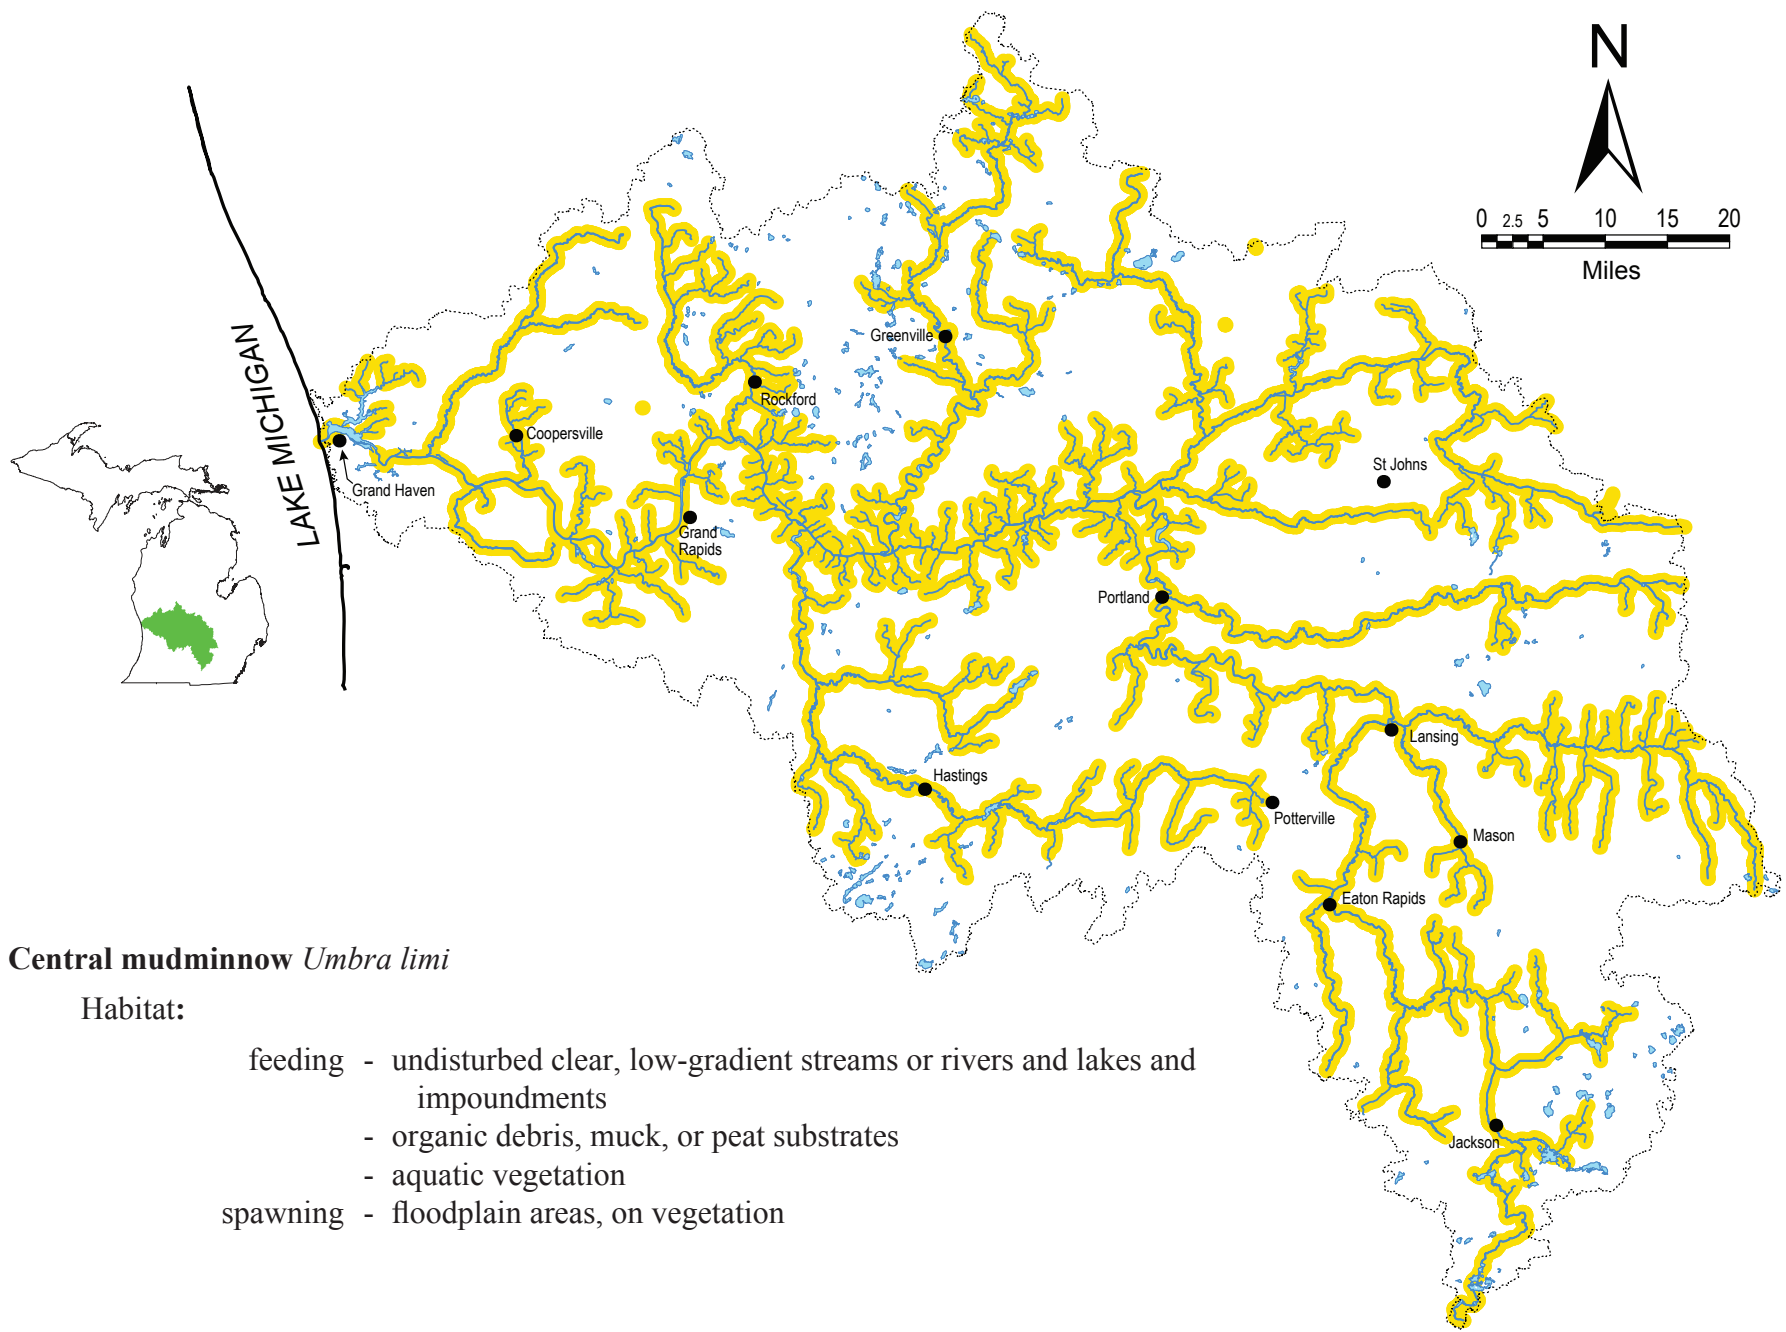 N
0 2.5 5 10 15 20
Miles
LAKE MICHIGAN
Greenville
Rockford
Coopersville
St Johns
Grand Haven
Grand
Rapids
Portland
Lansing
Hastings
Potterville
Mason
Eaton Rapids
Jackson
Central mudminnow Umbra limi
Habitat:
feeding - undisturbed clear, low-gradient streams or rivers and lakes and
impoundments
- organic debris, muck, or peat substrates
- aquatic vegetation
spawning - floodplain areas, on vegetation